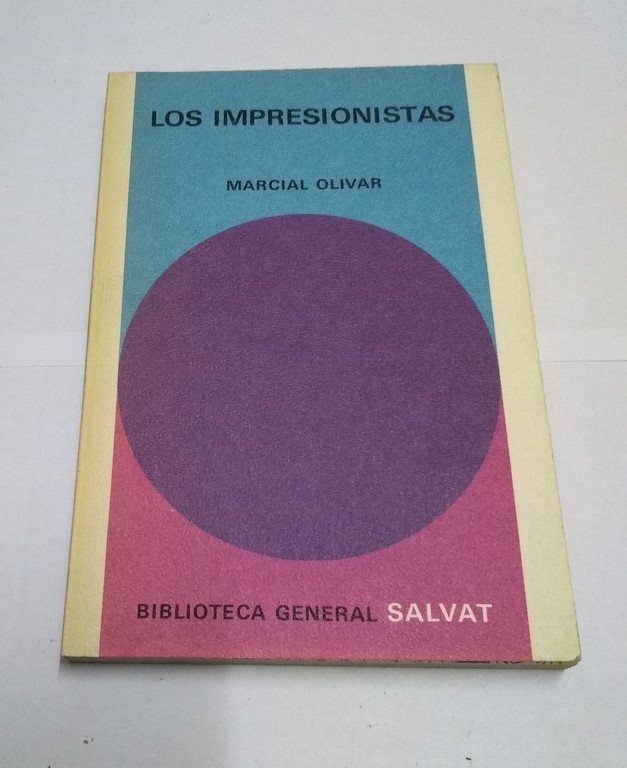 LOS IMPRESIONISTAS
MARCIAL OLIVAR
BIBLIOTECA GENERAL SALVAT